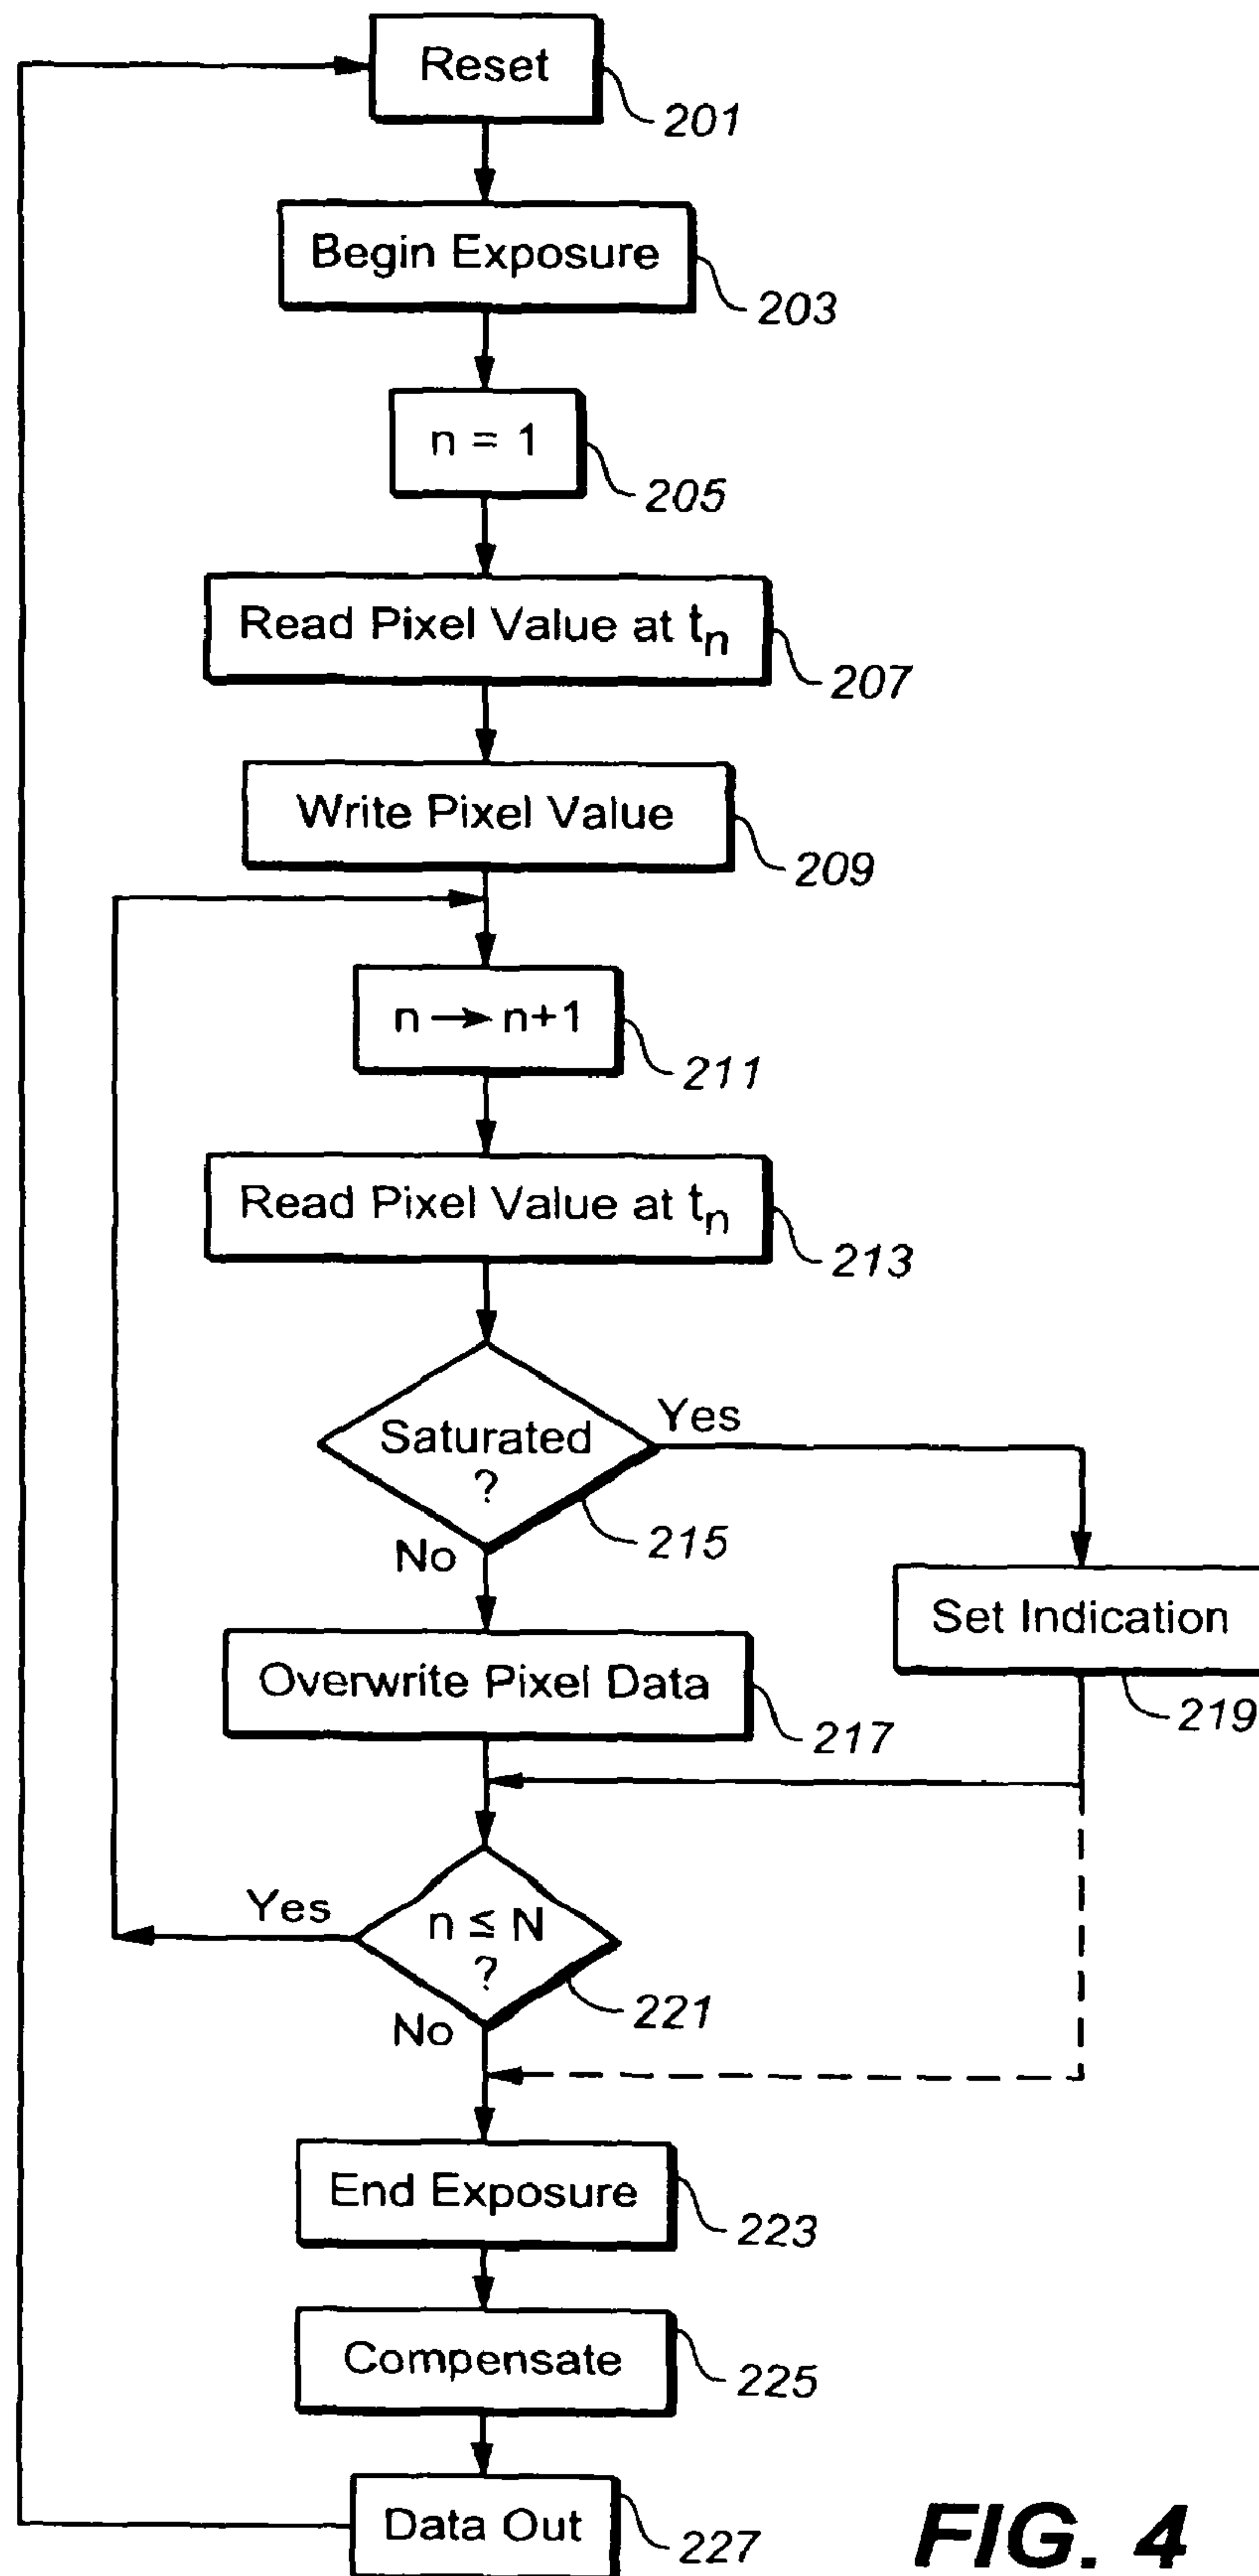 Reset
201
Begin Exposure
203
n = 1
205
Read Pixel Value at tn
207
Write Pixel Value
209
n → n+1
211
Read Pixel Value at tn
213
Saturated
?
Yes
215
No
Set Indication
219
Overwrite Pixel Data
217
n ≤ N
?
Yes
221
No
End Exposure
223
Compensate
225
Data Out
227
FIG. 4